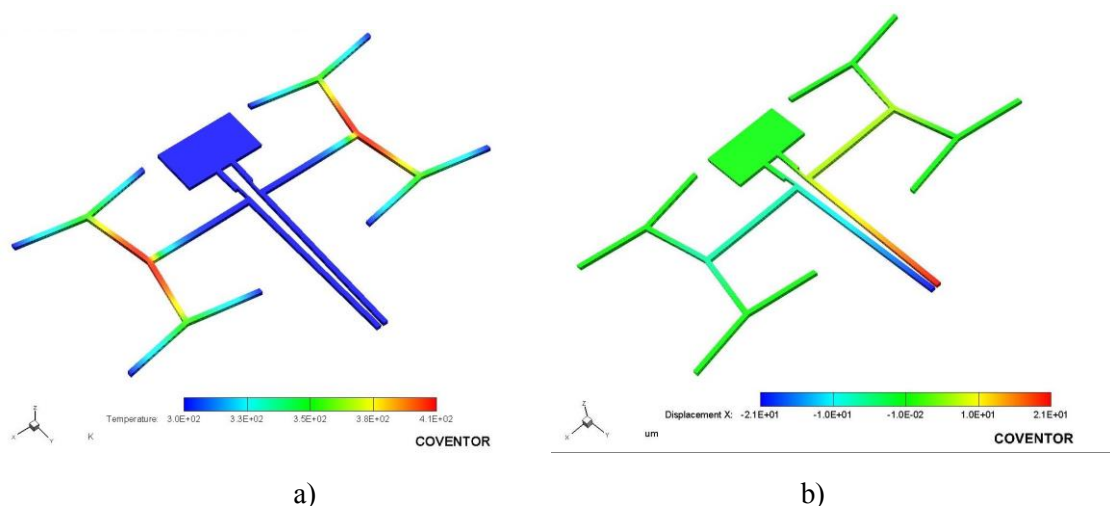 Temperature: 3.0E+02 3.3E+02 3.5E+02 3.8E+02 4.1E+02
Z
X
Y
K
COVENTOR
Displacement X: -2.1E+01 -1.0E+01 -1.0E-02 1.0E+01 2.1E+01
Z
X
Y
um
COVENTOR
a)
b)